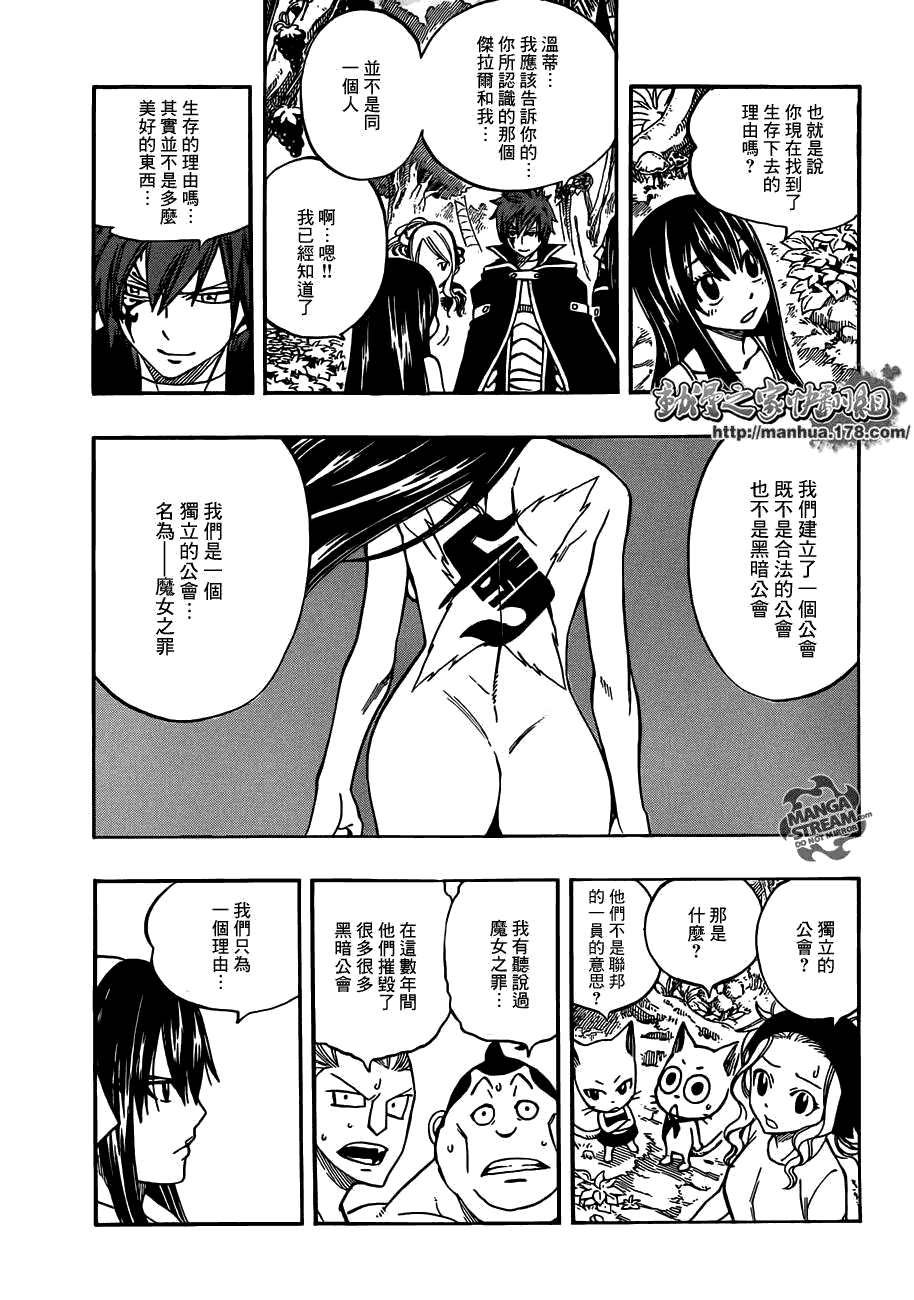 也就是說
你現在找到了
生存下去的
理由嗎?
溫蒂…
我應該告訴你的…
你所認識的那個
傑拉爾和我…
並不是同
一個人
啊…嗯!!
我已經知道了
生存的理由嗎…
其實並不是多麼
美好的東西…
動漫之家汉化組
http://manhua.178.com/
我們建立了一個公會
既不是合法的公會
也不是黑暗公會
我們是一個
獨立的公會…
名為——魔女之罪
MANGA
STREAM.com
DO NOT MIRROR
獨立的
公會?
那是
什麼?
他們不是聯邦
的一員的意思?
我有聽說過
魔女之罪…
在這數年間
他們摧毀了
很多很多
黑暗公會
我們只為
一個理由…